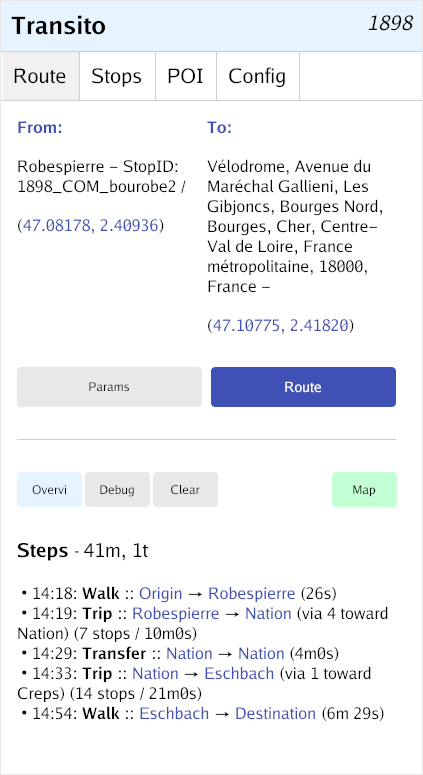 Transito
1898
Route
Stops
POI
Config
From:
Robespierre – StopID:
1898_COM_bourobe2 /
(47.08178, 2.40936)
To:
Vélodrome, Avenue du
Maréchal Gallieni, Les
Gibjoncs, Bourges Nord,
Bourges, Cher, Centre–
Val de Loire, France
métropolitaine, 18000,
France –
(47.10775, 2.41820)
Params
Route
Overvi
Debug
Clear
Map
Steps - 41m, 1t
• 14:18: Walk :: Origin → Robespierre (26s)
• 14:19: Trip :: Robespierre → Nation (via 4 toward
Nation) (7 stops / 10m0s)
• 14:29: Transfer :: Nation → Nation (4m0s)
• 14:33: Trip :: Nation → Eschbach (via 1 toward
Creps) (14 stops / 21m0s)
• 14:54: Walk :: Eschbach → Destination (6m 29s)